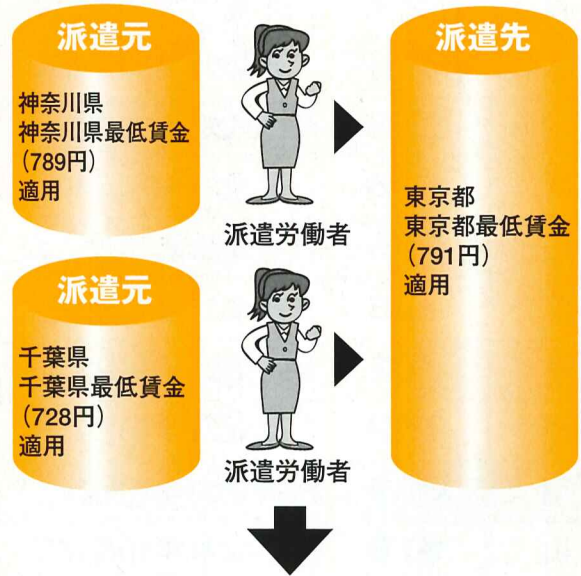 派遣元
神奈川県
神奈川県最低賃金
(789円)
適用
派遣労働者
派遣先
東京都
東京都最低賃金
(791円)
適用
派遣元
千葉県
千葉県最低賃金
(728円)
適用
派遣労働者